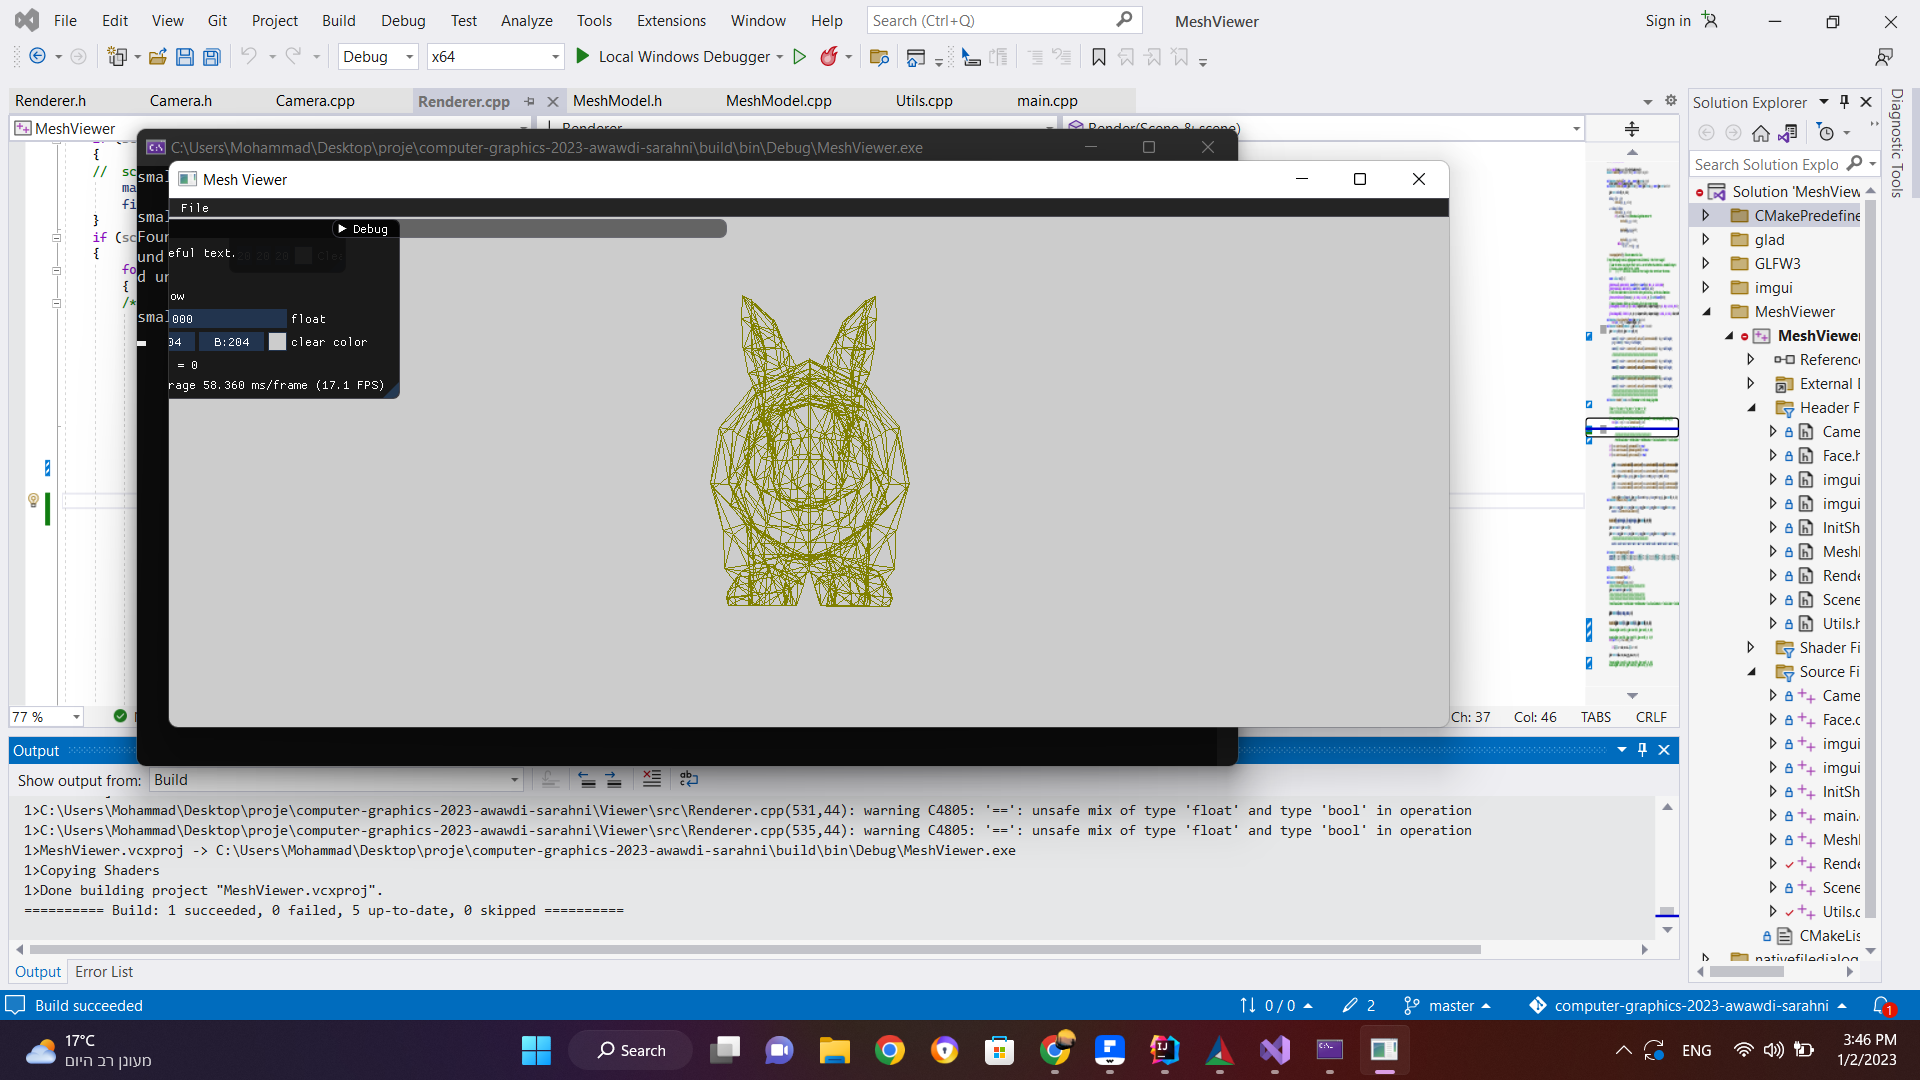 File Edit View Git Project Build Debug Test Analyze Tools Extensions Window Help Search (Ctrl+Q) MeshViewer Sign in
Debug x64 Local Windows Debugger
Renderer.h Camera.h Camera.cpp Renderer.cpp MeshModel.h MeshModel.cpp Utils.cpp main.cpp
MeshViewer Renderer Render(Scene & scene)
{
//
}
{
{
/*
C:\Users\Mohammad\Desktop\proje\computer-graphics-2023-awawdi-sarahni\build\bin\Debug\MeshViewer.exe
Mesh Viewer
File
Debug
eful text.
ow
000 float
04 B:204 clear color
= 0
rage 58.360 ms/frame (17.1 FPS)
77 %
Ch: 37 Col: 46 TABS CRLF
Solution Explorer
Search Solution Explo
Solution 'MeshView
CMakePredefine
glad
GLFW3
imgui
MeshViewer
MeshViewer
Referenc
External D
Header F
Came
Face.h
imgui
imgui
InitSh
Mesh
Rende
Scene
Utils.h
Shader Fi
Source Fi
Came
Face.c
imgui
imgui
InitSh
main.
Mesh
Rende
Scene
Utils.c
CMakeLis
nativefiledialog
Diagnostic Tools
Output
Show output from: Build
1>C:\Users\Mohammad\Desktop\proje\computer-graphics-2023-awawdi-sarahni\Viewer\src\Renderer.cpp(531,44): warning C4805: '==': unsafe mix of type 'float' and type 'bool' in operation
1>C:\Users\Mohammad\Desktop\proje\computer-graphics-2023-awawdi-sarahni\Viewer\src\Renderer.cpp(535,44): warning C4805: '==': unsafe mix of type 'float' and type 'bool' in operation
1>MeshViewer.vcxproj -> C:\Users\Mohammad\Desktop\proje\computer-graphics-2023-awawdi-sarahni\build\bin\Debug\MeshViewer.exe
1>Copying Shaders
1>Done building project "MeshViewer.vcxproj".
========== Build: 1 succeeded, 0 failed, 5 up-to-date, 0 skipped ==========
Output Error List
Build succeeded 0 / 0 2 master computer-graphics-2023-awawdi-sarahni 1
17°C
מעונן רב היום
Search
ENG
3:46 PM
1/2/2023